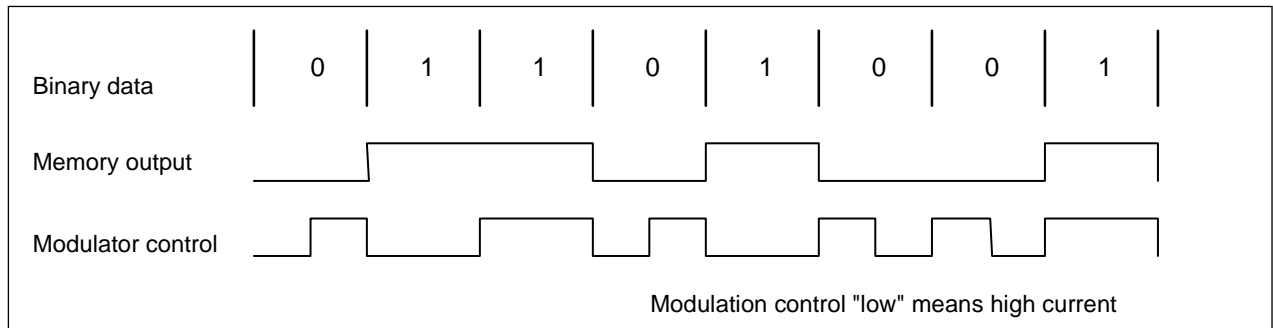 Binary data 0 1 1 0 1 0 0 1
Memory output
Modulator control
Modulation control "low" means high current